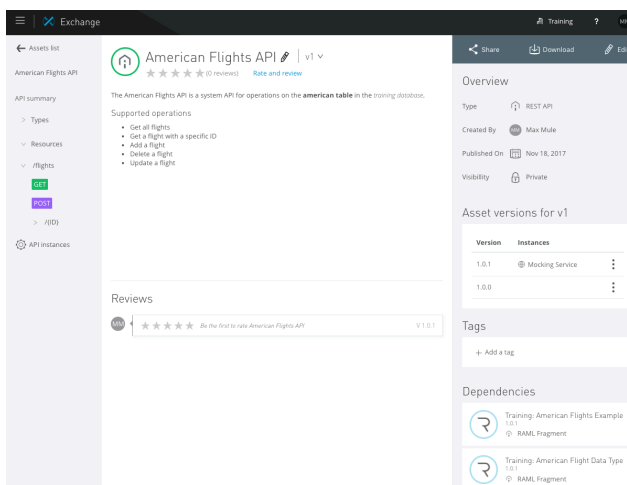 Exchange
Training
?
Assets list
American Flights API
API summary
Types
Resources
/flights
GET
POST
/{ID}
API instances
American Flights API
v1
(0 reviews) Rate and review
The American Flights API is a system API for operations on the american table in the training database.
Supported operations
Get all flights
Get a flight with a specific ID
Add a flight
Delete a flight
Update a flight
Reviews
MM
Be the first to rate American Flights API
V 1.0.1
Share
Download
Edi
Overview
Type REST API
Created By MM Max Mule
Published On Nov 18, 2017
Visibillity Private
Asset versions for v1
Version Instances
1.0.1 Mocking Service
1.0.0
Tags
+ Add a tag
Dependencies
Training: American Flights Example
1.0.1
RAML Fragment
Training: American Flight Data Type
1.0.1
RAML Fragment